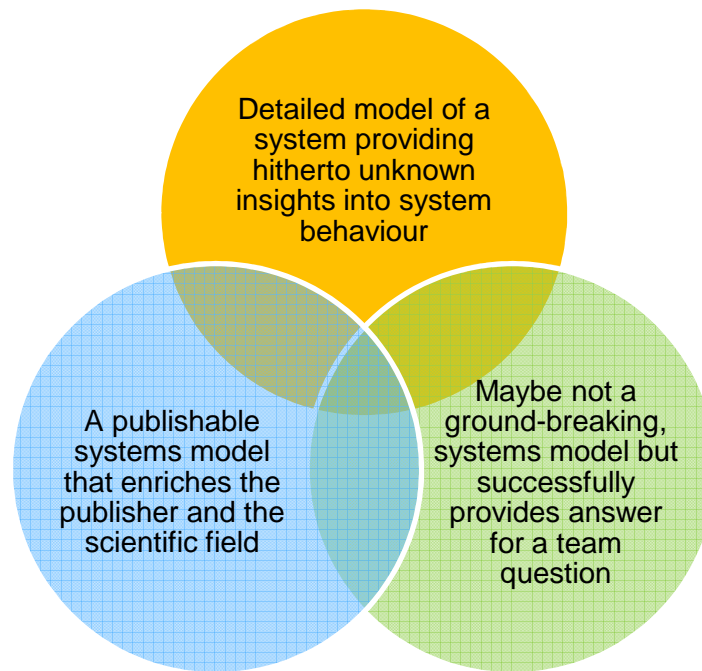 Detailed model of a
system providing
hitherto unknown
insights into system
behaviour
A publishable
systems model
that enriches the
publisher and the
scientific field
Maybe not a
ground-breaking,
systems model but
successfully
provides answer
for a team
question